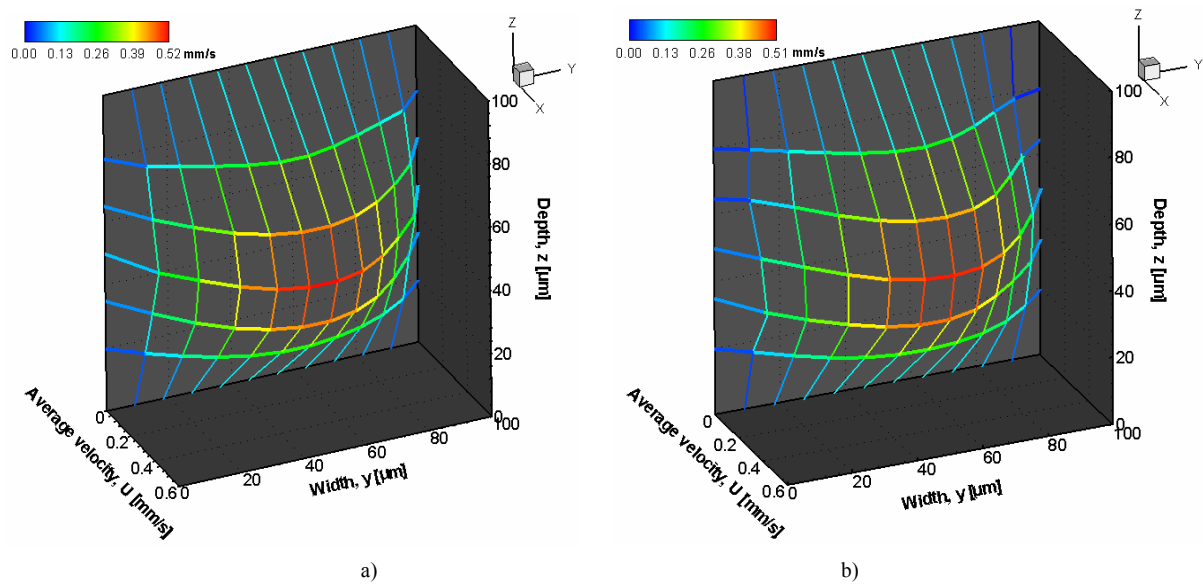 0.00 0.13 0.26 0.38 0.52 mm/s
Z
Y
X
100
80
60
40
20
0
Depth, z [µm]
0
0.2
0.4
0.6
Average velocity, U [mm/s]
0
20
40
60
80
100
Width, y [µm]
a)
0.00 0.13 0.26 0.38 0.51 mm/s
Z
Y
X
100
80
60
40
20
0
Depth, z [µm]
0
0.2
0.4
0.6
Average velocity, U [mm/s]
0
20
40
60
80
100
Width, y [µm]
b)